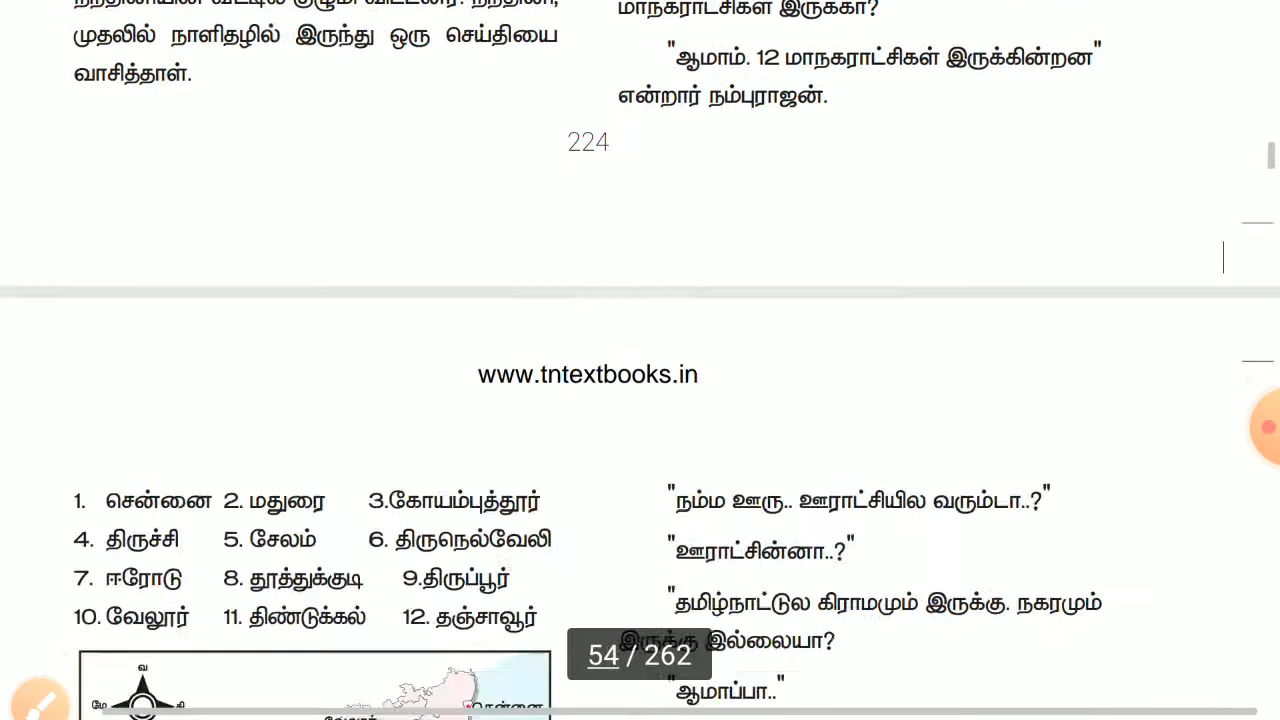 முதலில் நாளிதழில் இருந்து ஒரு செய்தியை
வாசித்தாள்.
மாநகராட்சிகள் இருக்கா?
"ஆமாம். 12 மாநகராட்சிகள் இருக்கின்றன"
என்றார் நம்புராஜன்.
224
www.tntextbooks.in
1. சென்னை 2. மதுரை 3.கோயம்புத்தூர்
4. திருச்சி 5. சேலம் 6. திருநெல்வேலி
7. ஈரோடு 8. தூத்துக்குடி 9.திருப்பூர்
10. வேலூர் 11. திண்டுக்கல் 12. தஞ்சாவூர்
வ
மே
கி
சென்னை
வேலூர்
"நம்ம ஊரு.. ஊராட்சியில வரும்டா..?"
"ஊராட்சின்னா..?"
"தமிழ்நாட்டுல கிராமமும் இருக்கு. நகரமும்
இருக்கு இல்லையா?
"ஆமாப்பா.."
54 / 262